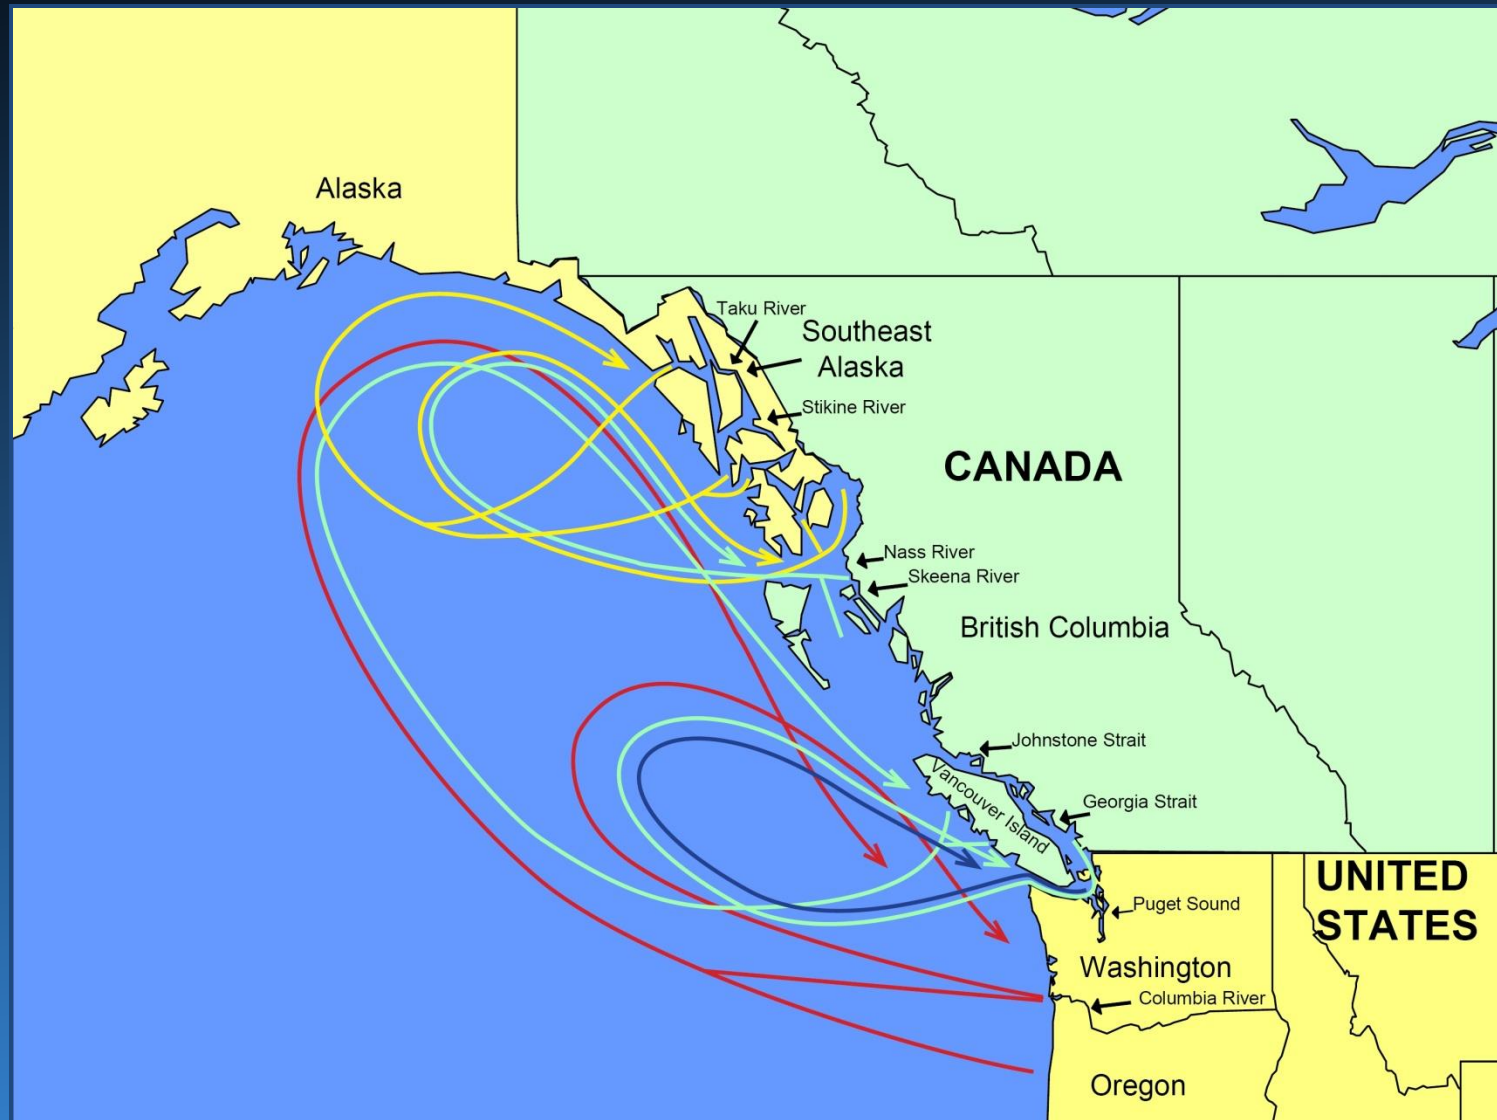 Alaska
Taku River
Southeast
Alaska
Stikine River
CANADA
Nass River
Skeena River
British Columbia
Johnstone Strait
Vancouver Island
Georgia Strait
UNITED
STATES
Puget Sound
Washington
Columbia River
Oregon